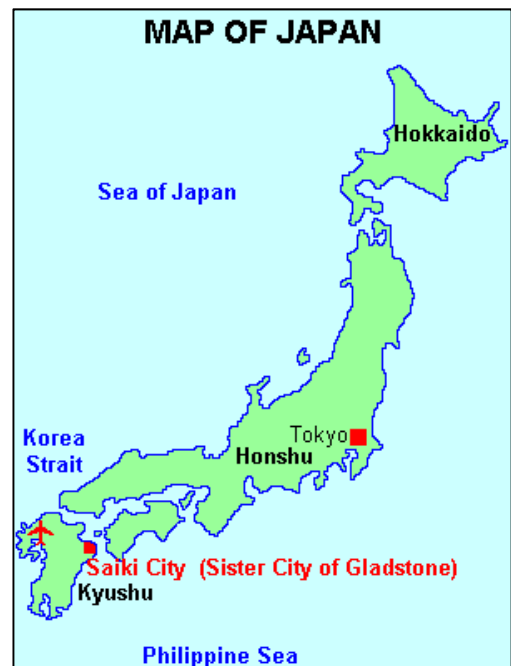 MAP OF JAPAN
Hokkaido
Sea of Japan
Tokyo
Korea
Strait
Honshu
Saiki City (Sister City of Gladstone)
Kyushu
Philippine Sea